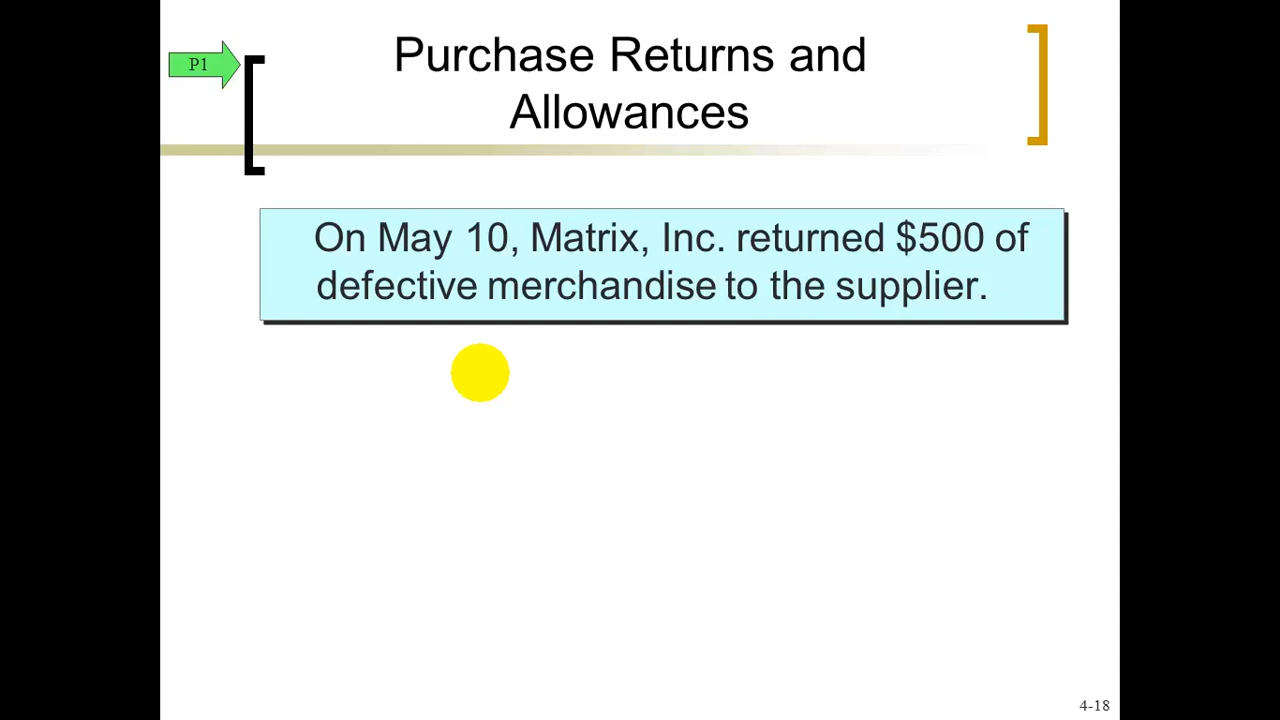 P1
Purchase Returns and
Allowances
On May 10, Matrix, Inc. returned $500 of
defective merchandise to the supplier.
4-18